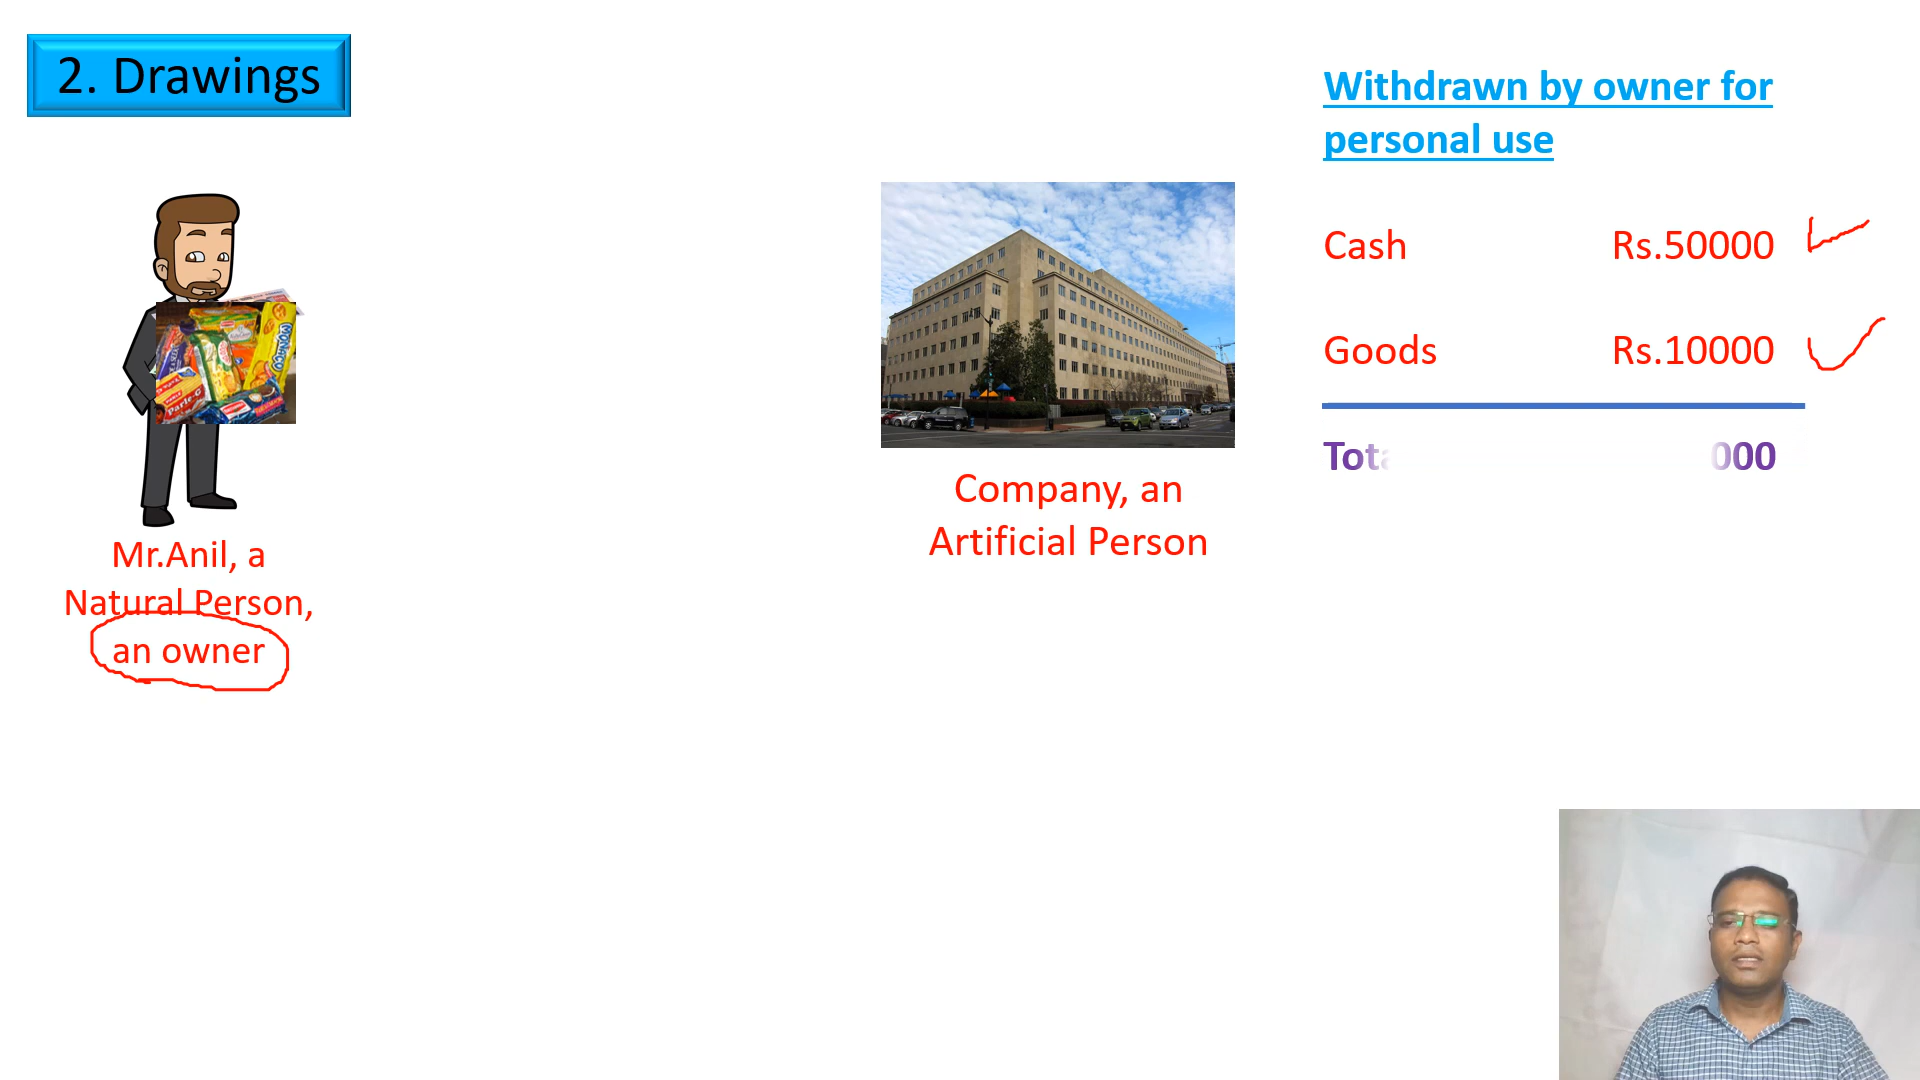 2. Drawings
Withdrawn by owner for
personal use
Cash Rs.50000
Goods Rs.10000
Mr.Anil, a
Natural Person,
an owner
Company, an
Artificial Person
Parle-G